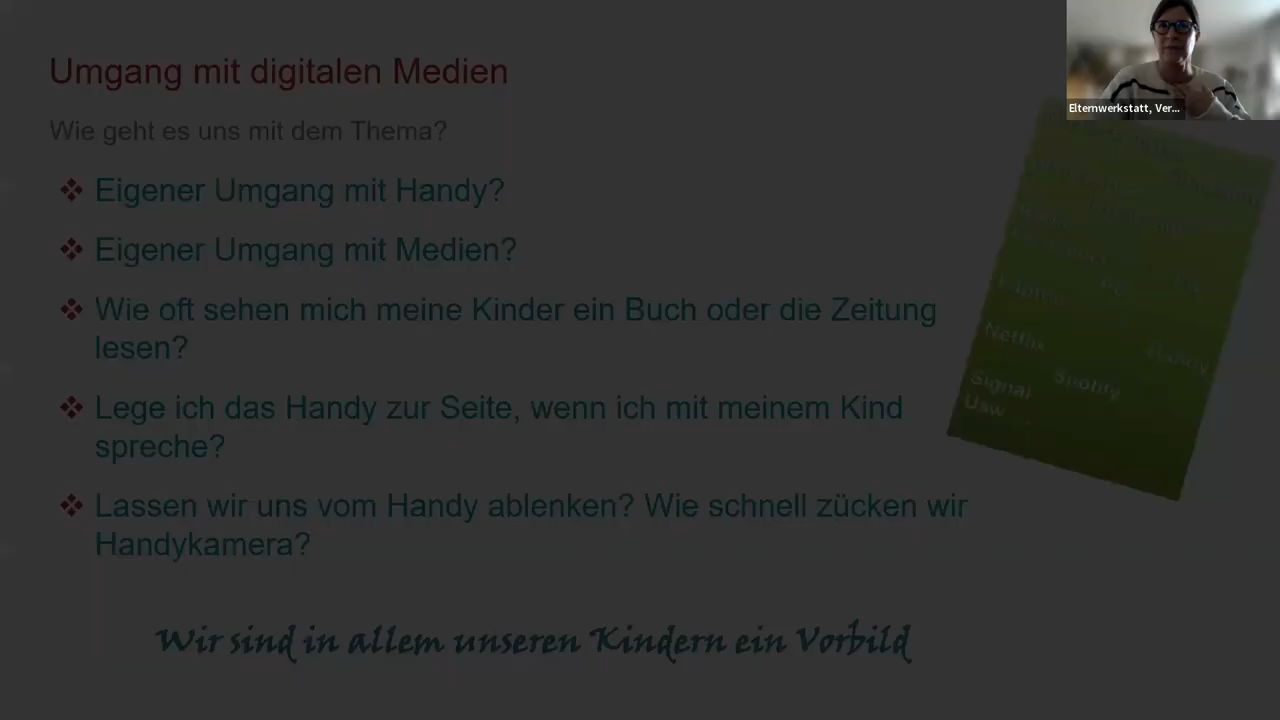 Umgang mit digitalen Medien
Wie geht es uns mit dem Thema?
Eigener Umgang mit Handy?
Eigener Umgang mit Medien?
Wie oft sehen mich meine Kinder ein Buch oder die Zeitung
lesen?
Lege ich das Handy zur Seite, wenn ich mit meinem Kind
spreche?
Lassen wir uns vom Handy ablenken? Wie schnell zücken wir
Handykamera?
Wir sind in allem unseren Kindern ein Vorbild
Elternwerkstatt, Ver...
Laptop
Netflix
Handy
Signal Spotify
Usw